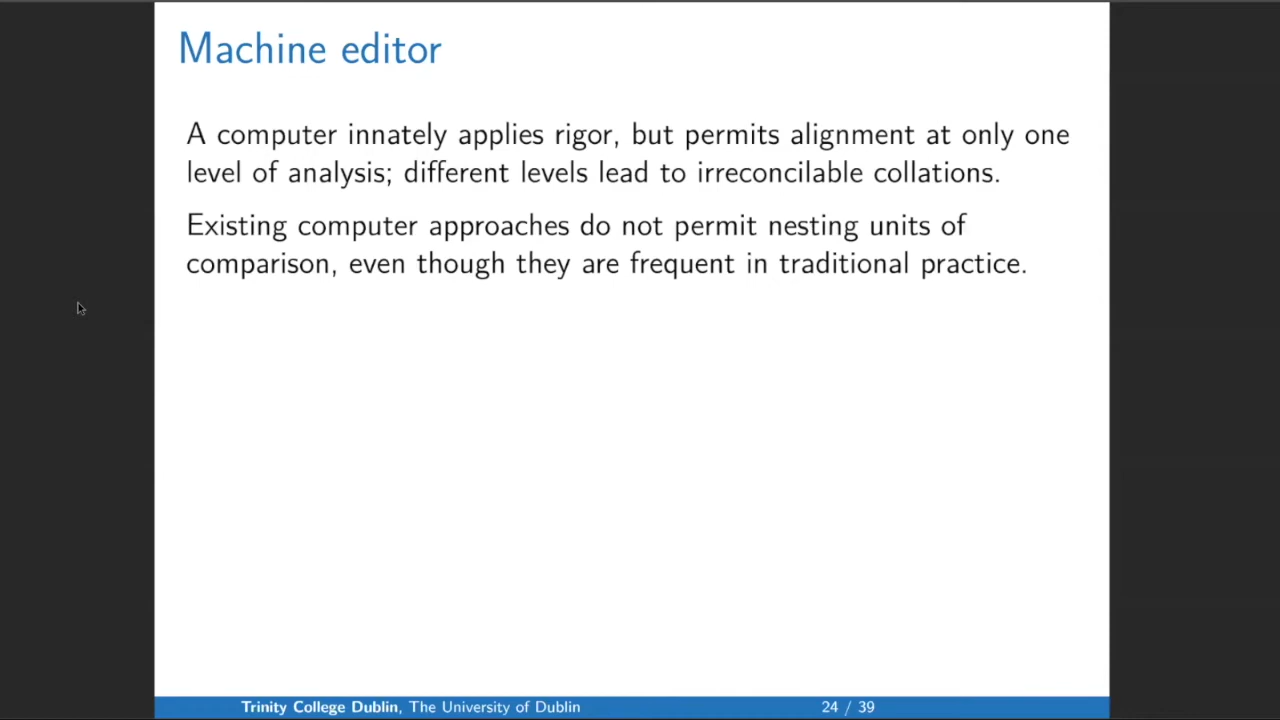 Machine editor
A computer innately applies rigor, but permits alignment at only one
level of analysis; different levels lead to irreconcilable collations.
Existing computer approaches do not permit nesting units of
comparison, even though they are frequent in traditional practice.
Trinity College Dublin, The University of Dublin 24 / 39